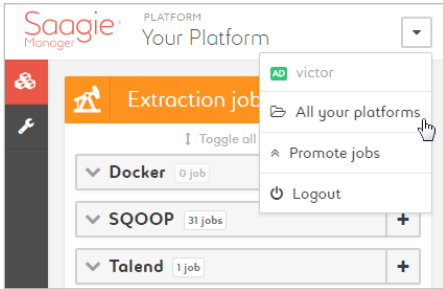 Saagie
Manager
PLATFORM
Your Platform
AD victor
All your platforms
Promote jobs
Logout
Extraction job
Toggle all
Docker 0 job
SQOOP 31 jobs +
Talend 1 job +